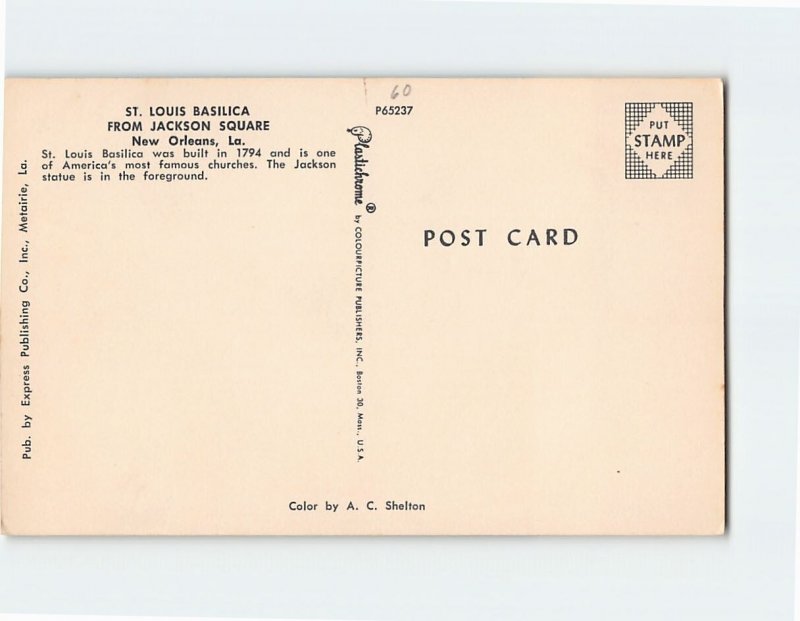 ST. LOUIS BASILICA
FROM JACKSON SQUARE
New Orleans, La.
St. Louis Basilica was built in 1794 and is one
of America's most famous churches. The Jackson
statue is in the foreground.
Pub. by Express Publishing Co., Inc., Metairie, La.
60
P65237
Plastichrome ® by COLOURPICTURE PUBLISHERS, INC., Boston 30, Mass., U.S.A.
PUT
STAMP
HERE
POST CARD
Color by A. C. Shelton